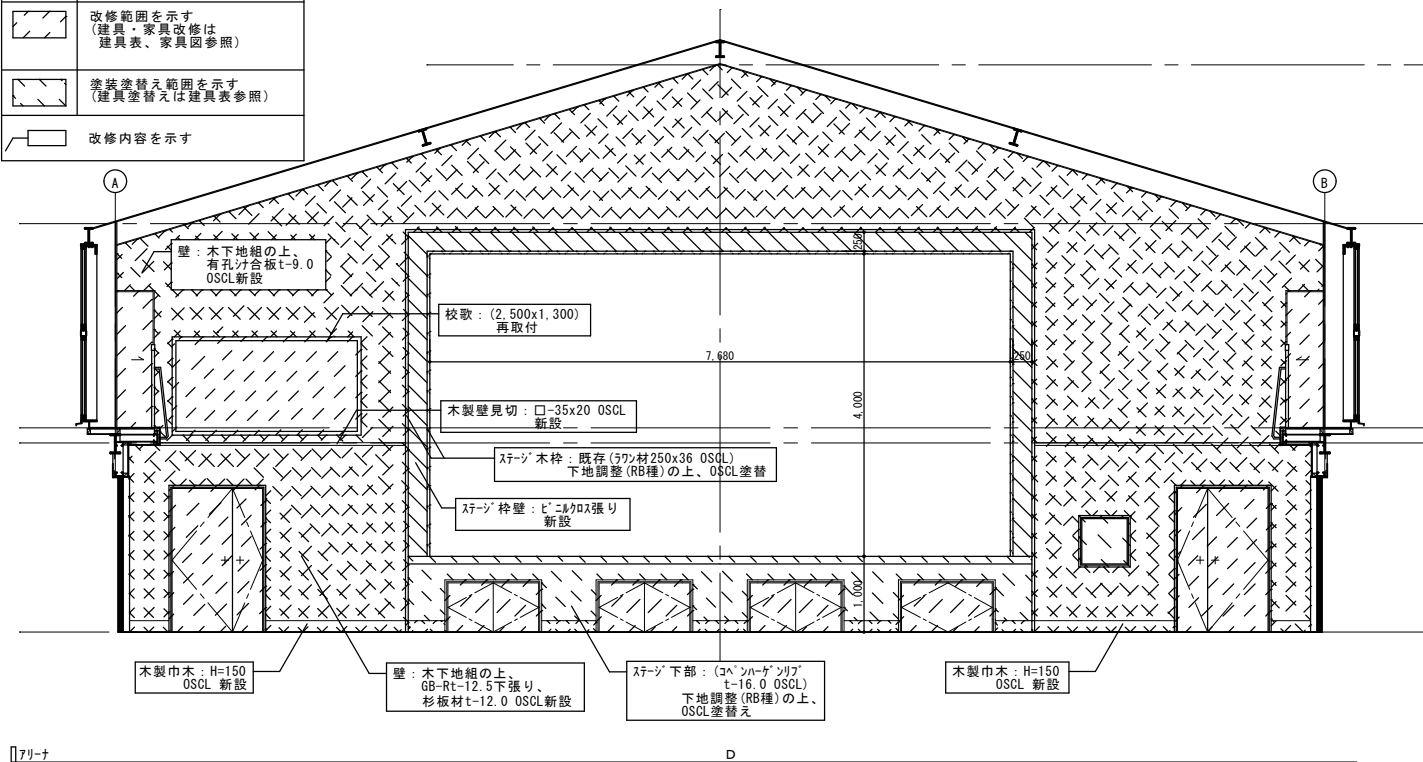 改修範囲を示す
(建具・家具改修は
建具表、家具図参照)
塗装塗替え範囲を示す
(建具塗替えは建具表参照)
改修内容を示す
A
B
壁：木下地組の上、
有孔ｼﾅ合板t-9.0
OSCL新設
250
校歌：(2,500x1,300)
再取付
7,680
250
4,000
木製壁見切：ロ-35x20 OSCL
新設
ｽﾃｰｼﾞ木枠：既存(ﾗﾜﾝ材250x36 OSCL)
下地調整(RB種)の上、OSCL塗替
ｽﾃｰｼﾞ枠壁：ﾋﾞﾆﾙｸﾛｽ張り
新設
1,000
木製巾木：H=150
OSCL 新設
壁：木下地組の上、
GB-Rt-12.5下張り、
杉板材t-12.0 OSCL新設
ｽﾃｰｼﾞ下部：(ｺﾍﾟﾝﾊｰｹﾞﾝﾘﾌﾞ
t-16.0 OSCL)
下地調整(RB種)の上、
OSCL塗替え
木製巾木：H=150
OSCL 新設
ｱﾘｰﾅ
D